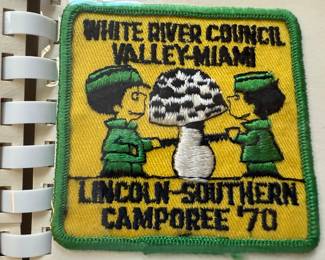 WHITE RIVER COUNCIL
VALLEY-MIAMI
LINCOLN-SOUTHERN
CAMPOREE '70